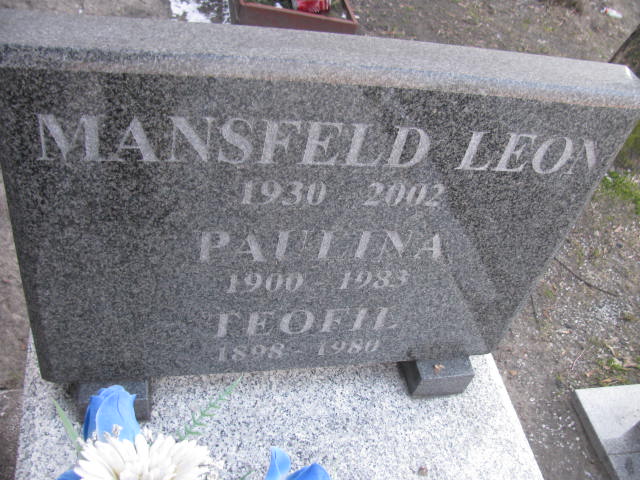 MANSFELD LEON
1930 2002
PAULINA
1900 - 1983
TEOFIL
1898 - 1980